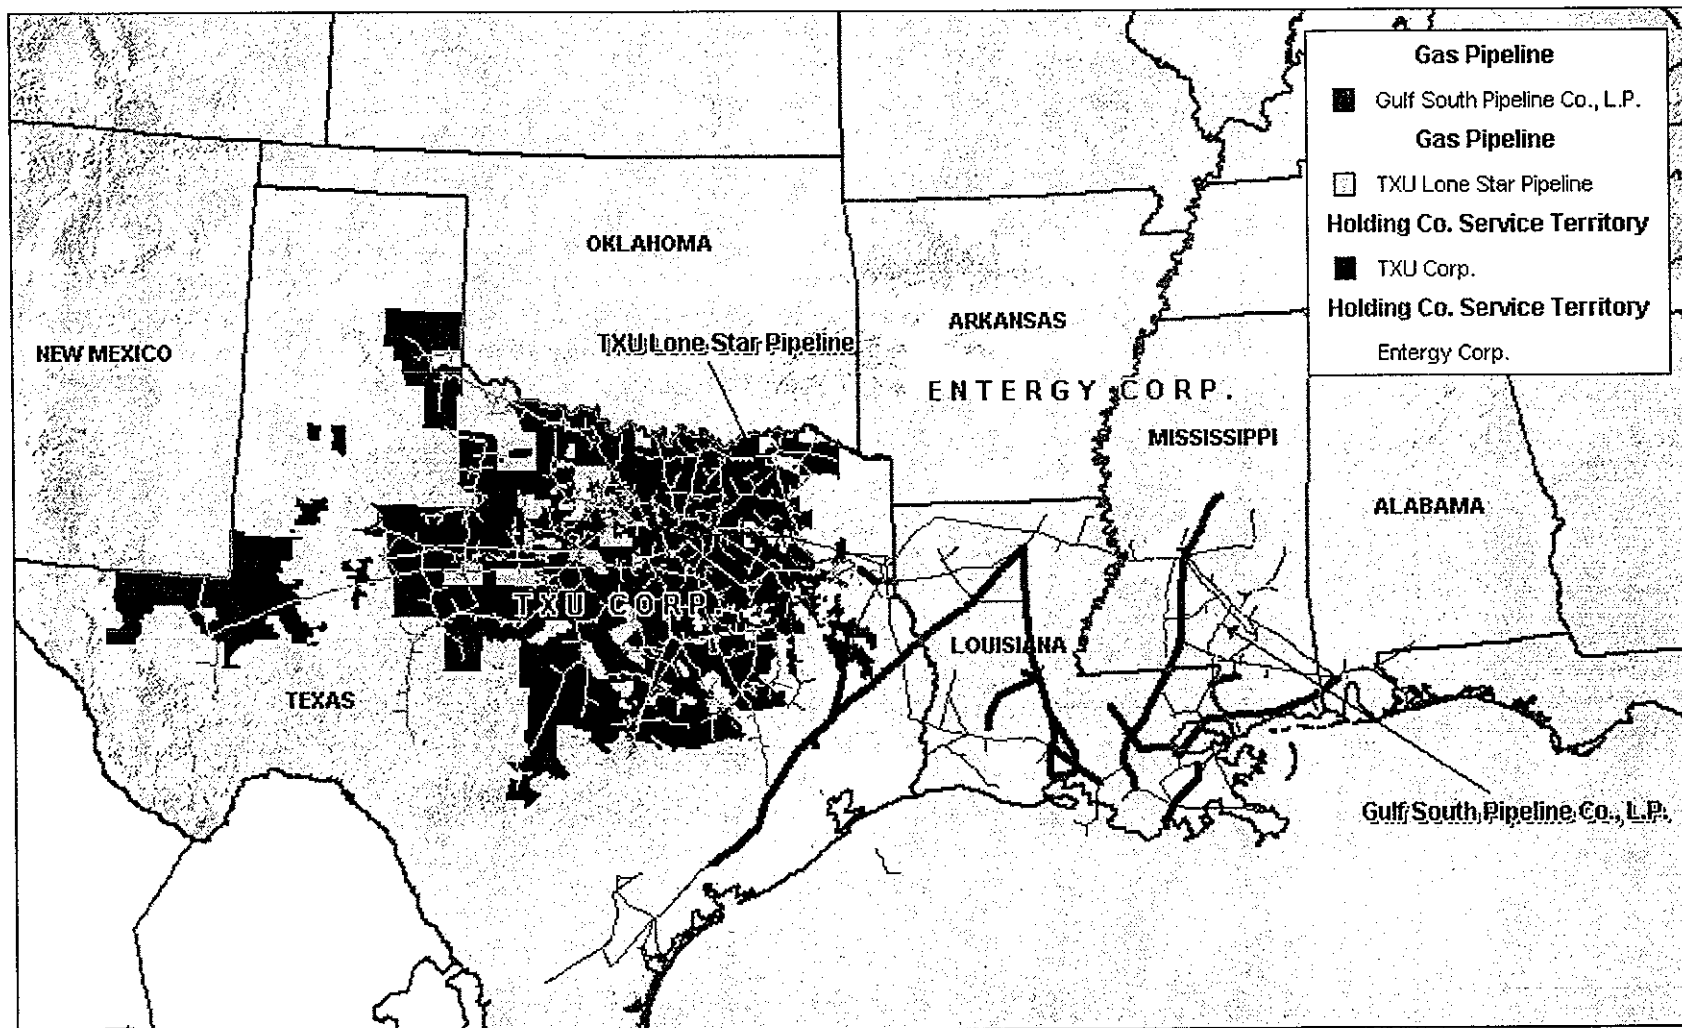 Gas Pipeline
Gulf South Pipeline Co., L.P.
Gas Pipeline
TXU Lone Star Pipeline
Holding Co. Service Territory
TXU Corp.
Holding Co. Service Territory
Entergy Corp.
OKLAHOMA
ARKANSAS
TXU Lone Star Pipeline
NEW MEXICO
ENTERGY CORP.
MISSISSIPPI
ALABAMA
TXU CORP.
LOUISIANA
TEXAS
Gulf South Pipeline Co., L.P.